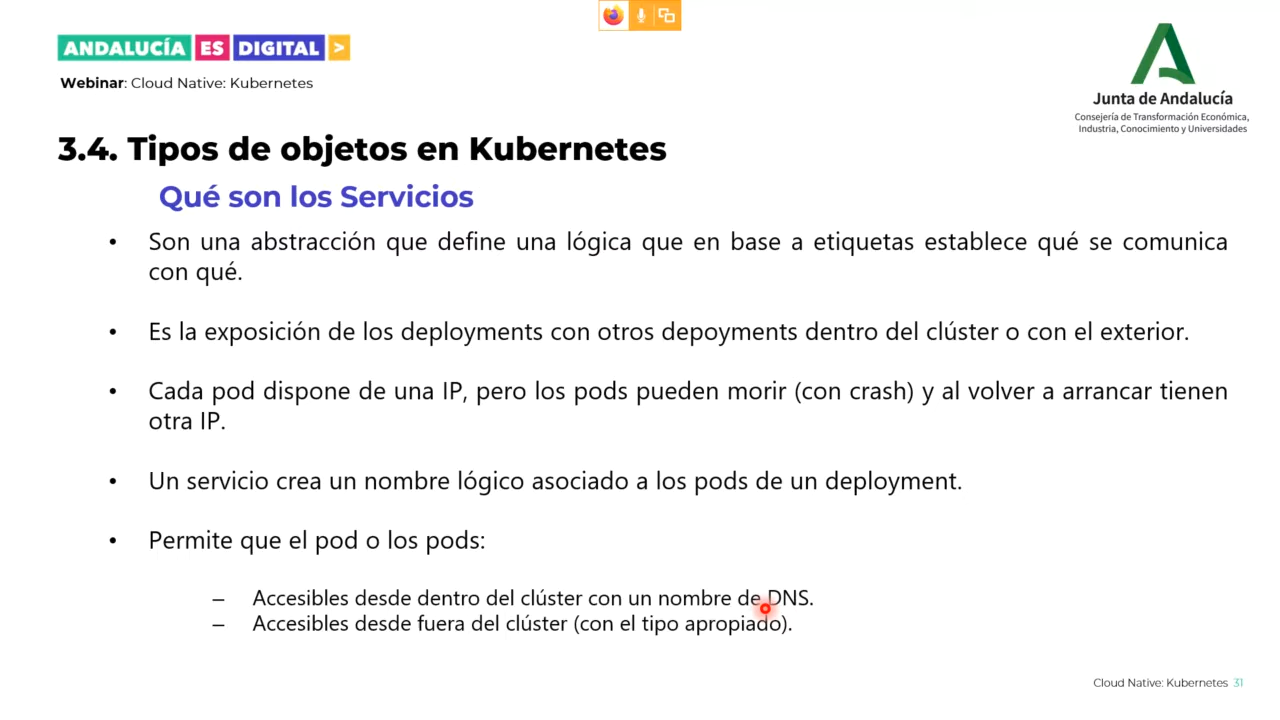 ANDALUCÍA ES DIGITAL >
Webinar: Cloud Native: Kubernetes
Junta de Andalucía
Consejería de Transformación Económica,
Industria, Conocimiento y Universidades
3.4. Tipos de objetos en Kubernetes
Qué son los Servicios
• Son una abstracción que define una lógica que en base a etiquetas establece qué se comunica
con qué.
• Es la exposición de los deployments con otros depoyments dentro del clúster o con el exterior.
• Cada pod dispone de una IP, pero los pods pueden morir (con crash) y al volver a arrancar tienen
otra IP.
• Un servicio crea un nombre lógico asociado a los pods de un deployment.
• Permite que el pod o los pods:
– Accesibles desde dentro del clúster con un nombre de DNS.
– Accesibles desde fuera del clúster (con el tipo apropiado).
Cloud Native: Kubernetes 31